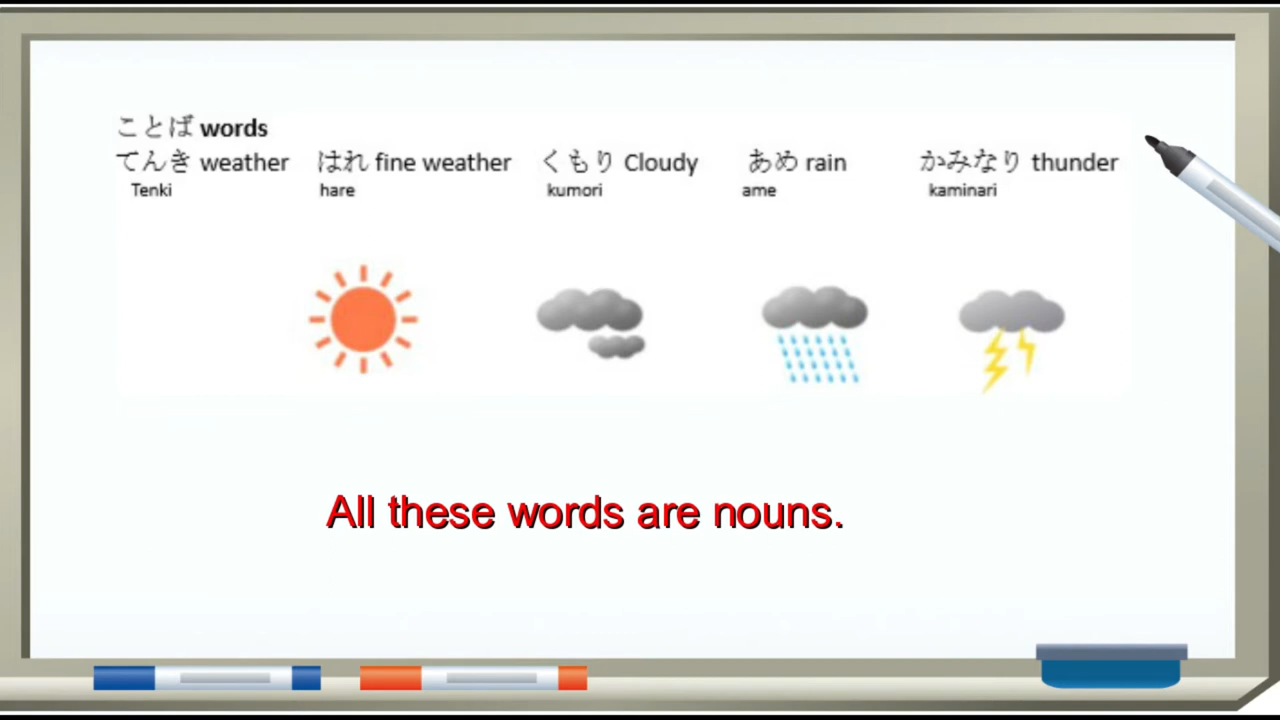 ことば words
てんき weather はれ fine weather くもり Cloudy あめ rain かみなり thunder
Tenki hare kumori ame kaminari
All these words are nouns.